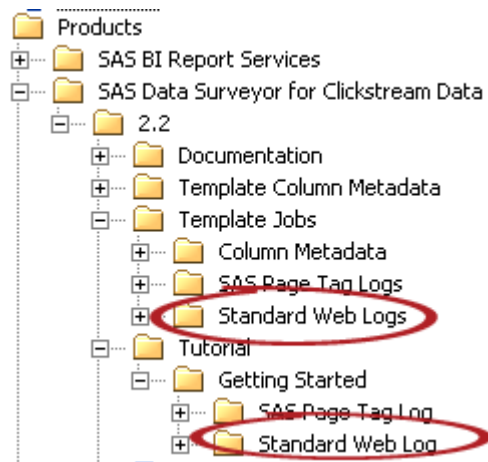 Products
SAS BI Report Services
SAS Data Surveyor for Clickstream Data
2.2
Documentation
Template Column Metadata
Template Jobs
Column Metadata
SAS Page Tag Logs
Standard Web Logs
Tutorial
Getting Started
SAS Page Tag Log
Standard Web Log